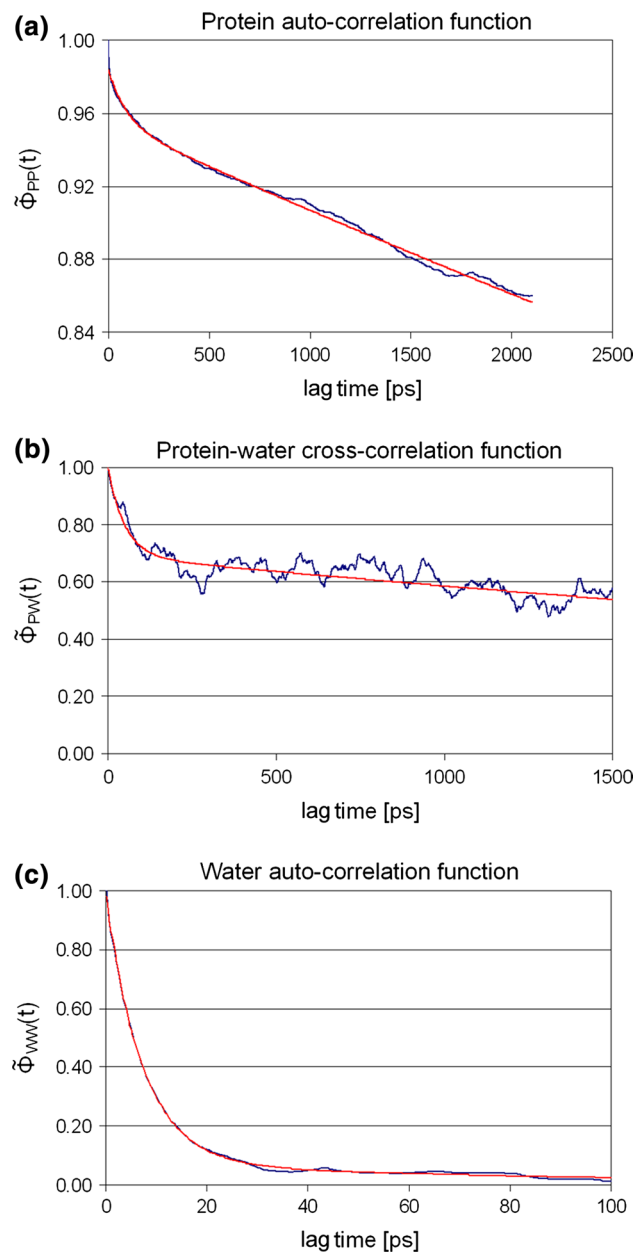 (a) Protein auto-correlation function
1.00
0.96
0.92
0.88
0.84
Φ̃PP(t)
0 500 1000 1500 2000 2500
lag time [ps]
(b) Protein-water cross-correlation function
1.00
0.80
0.60
0.40
0.20
0.00
Φ̃PW(t)
0 500 1000 1500
lag time [ps]
(c) Water auto-correlation function
1.00
0.80
0.60
0.40
0.20
0.00
Φ̃WW(t)
0 20 40 60 80 100
lag time [ps]